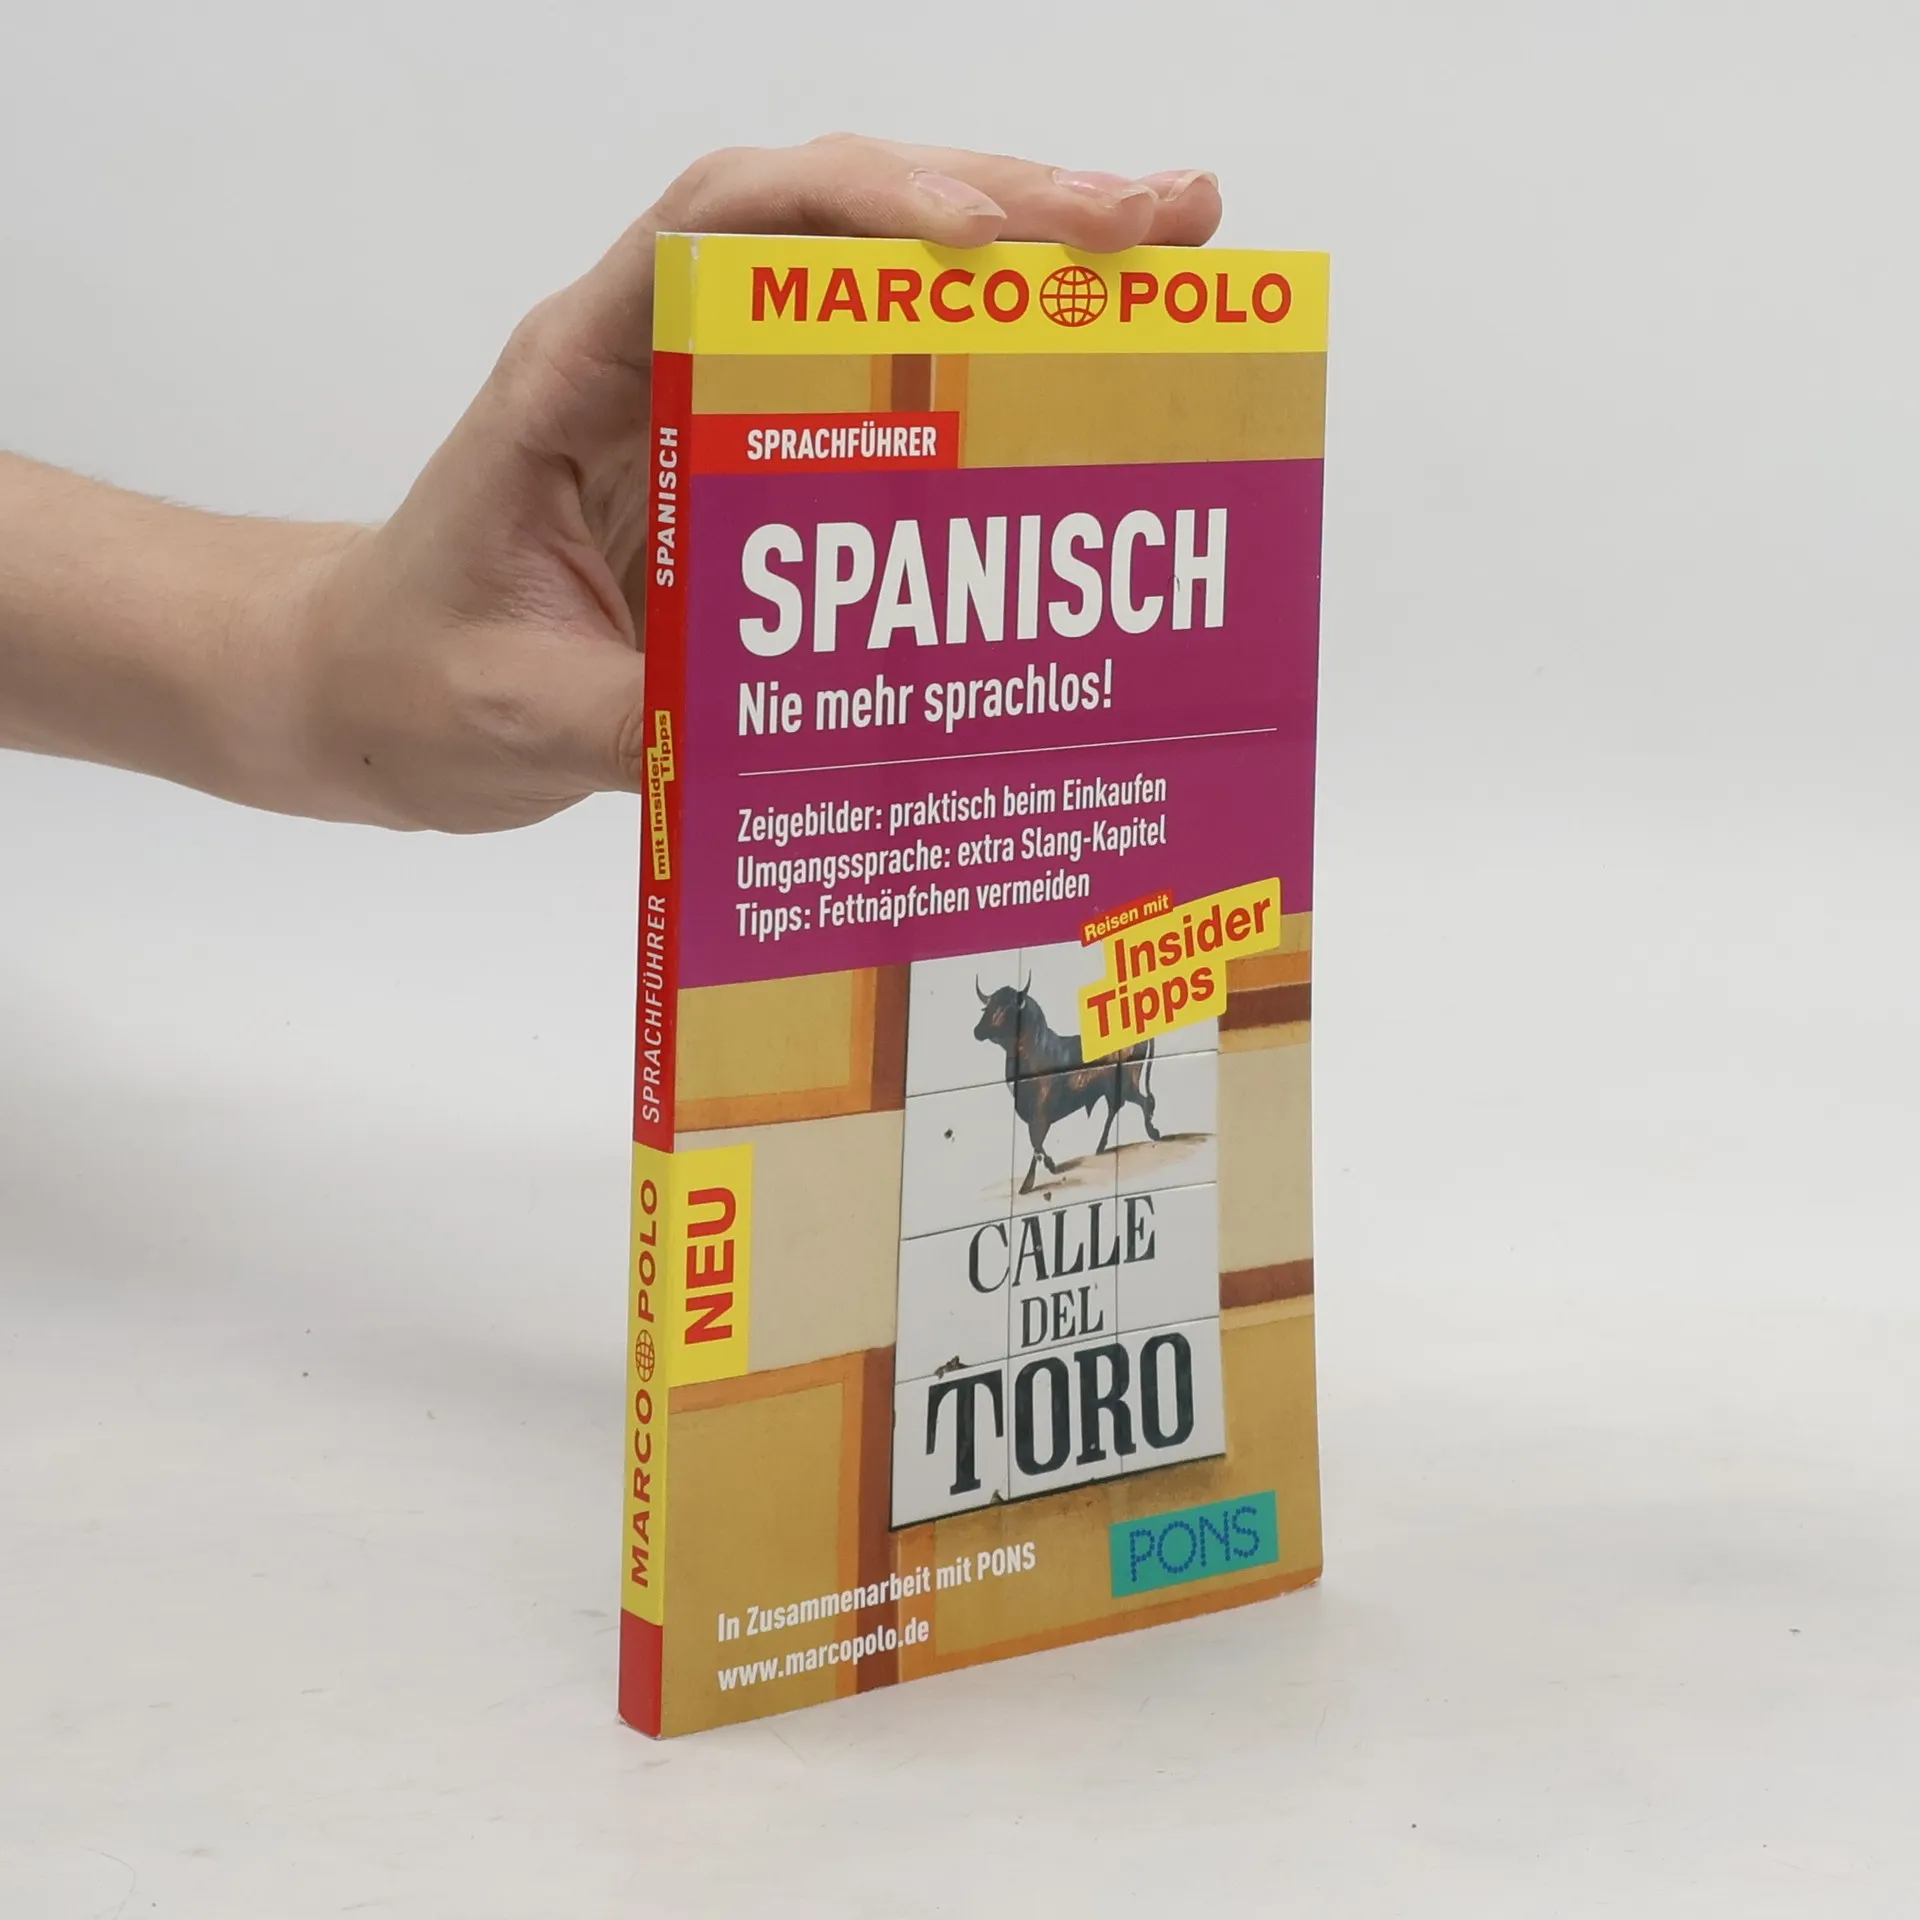 MARCO POLO
SPRACHFÜHRER
SPANISCH
Nie mehr sprachlos!
Zeigebilder: praktisch beim Einkaufen
Umgangssprache: extra Slang-Kapitel
Tipps: Fettnäpfchen vermeiden
Reisen mit
Insider
Tipps
NEU
CALLE
DEL
TORO
PONS
In Zusammenarbeit mit PONS
www.marcopolo.de
MARCO POLO
SPRACHFÜHRER
mit Insider
Tipps
SPANISCH